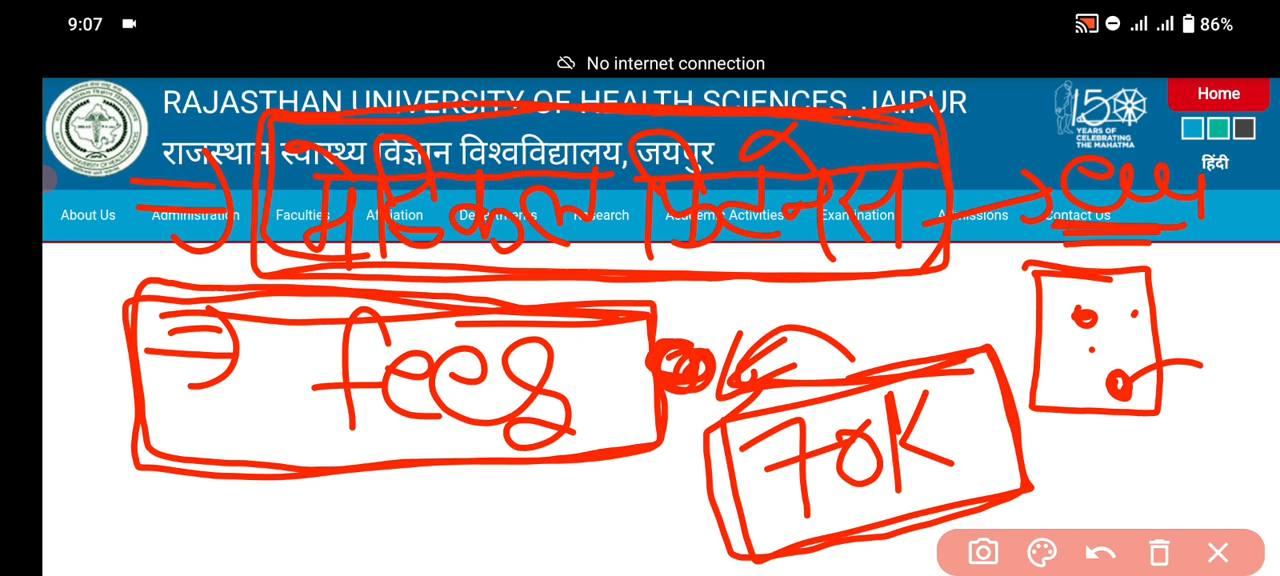 9:07
86%
No internet connection
RAJASTHAN UNIVERSITY OF HEALTH SCIENCES, JAIPUR
राजस्थान स्वास्थ्य विज्ञान विश्वविद्यालय, जयपुर
150
YEARS OF
CELEBRATING
THE MAHATMA
Home
हिंदी
About Us Administration Faculties Affiliation Departments Research Academic Activities Examination Admissions Contact Us
मेडिकल फिटनेस
fees
70K